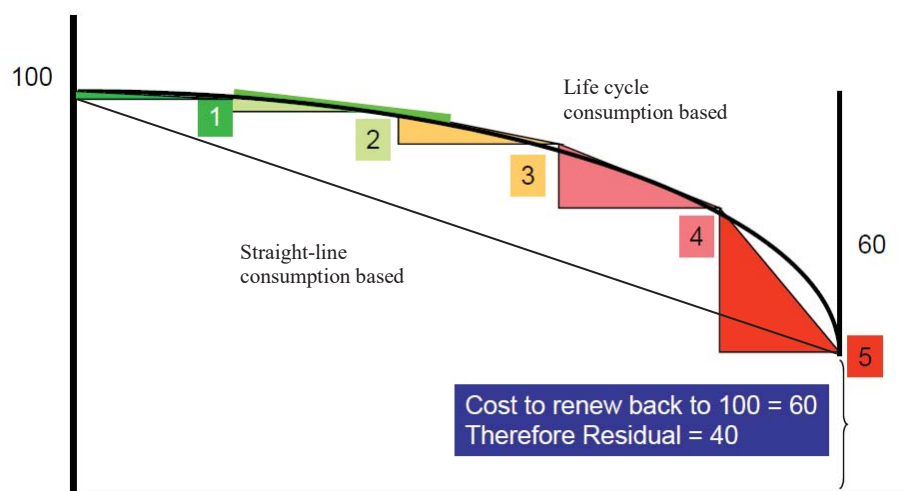 100
Life cycle
consumption based
1
2
3
4
Straight-line
consumption based
60
5
Cost to renew back to 100 = 60
Therefore Residual = 40